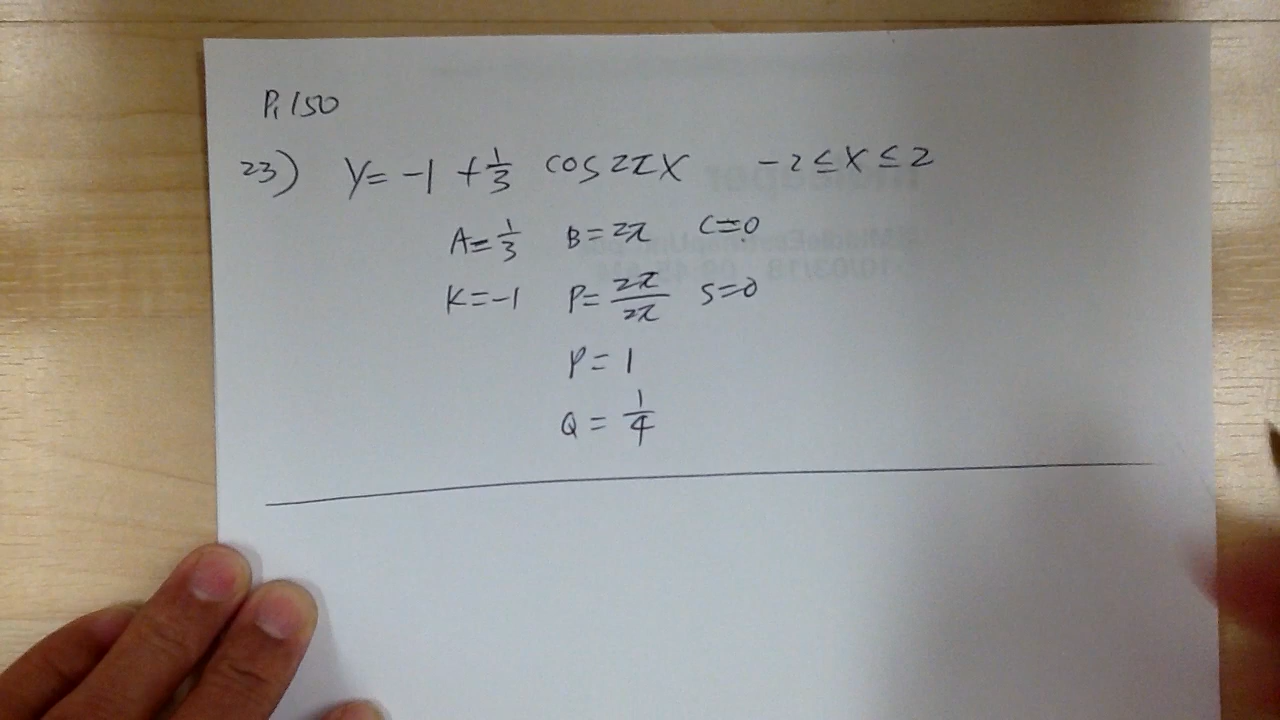 P, 150
23) y = -1 + 1/3 cos 2πx -2 ≤ x ≤ 2
A = 1/3 B = 2π C = 0
K = -1 P = 2π/2π S = 0
P = 1
Q = 1/4